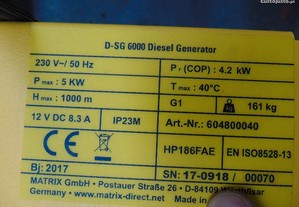 D-SG 6000 Diesel Generator
230 V~/ 50 Hz
P r (COP) : 4.2 kW
P max : 5 KW
T max : 40°C
H max : 1000 m
G1
161 kg
12 V DC 8.3 A
IP23M
Art.-Nr.: 604800040
CE
HP186FAE
EN ISO8528-13
Bj: 2017
SN: 17-0918 / 00070
MATRIX GmbH • Postauer Straße 26 • D-84109
Germany • www.matrix-direct.net
Made in